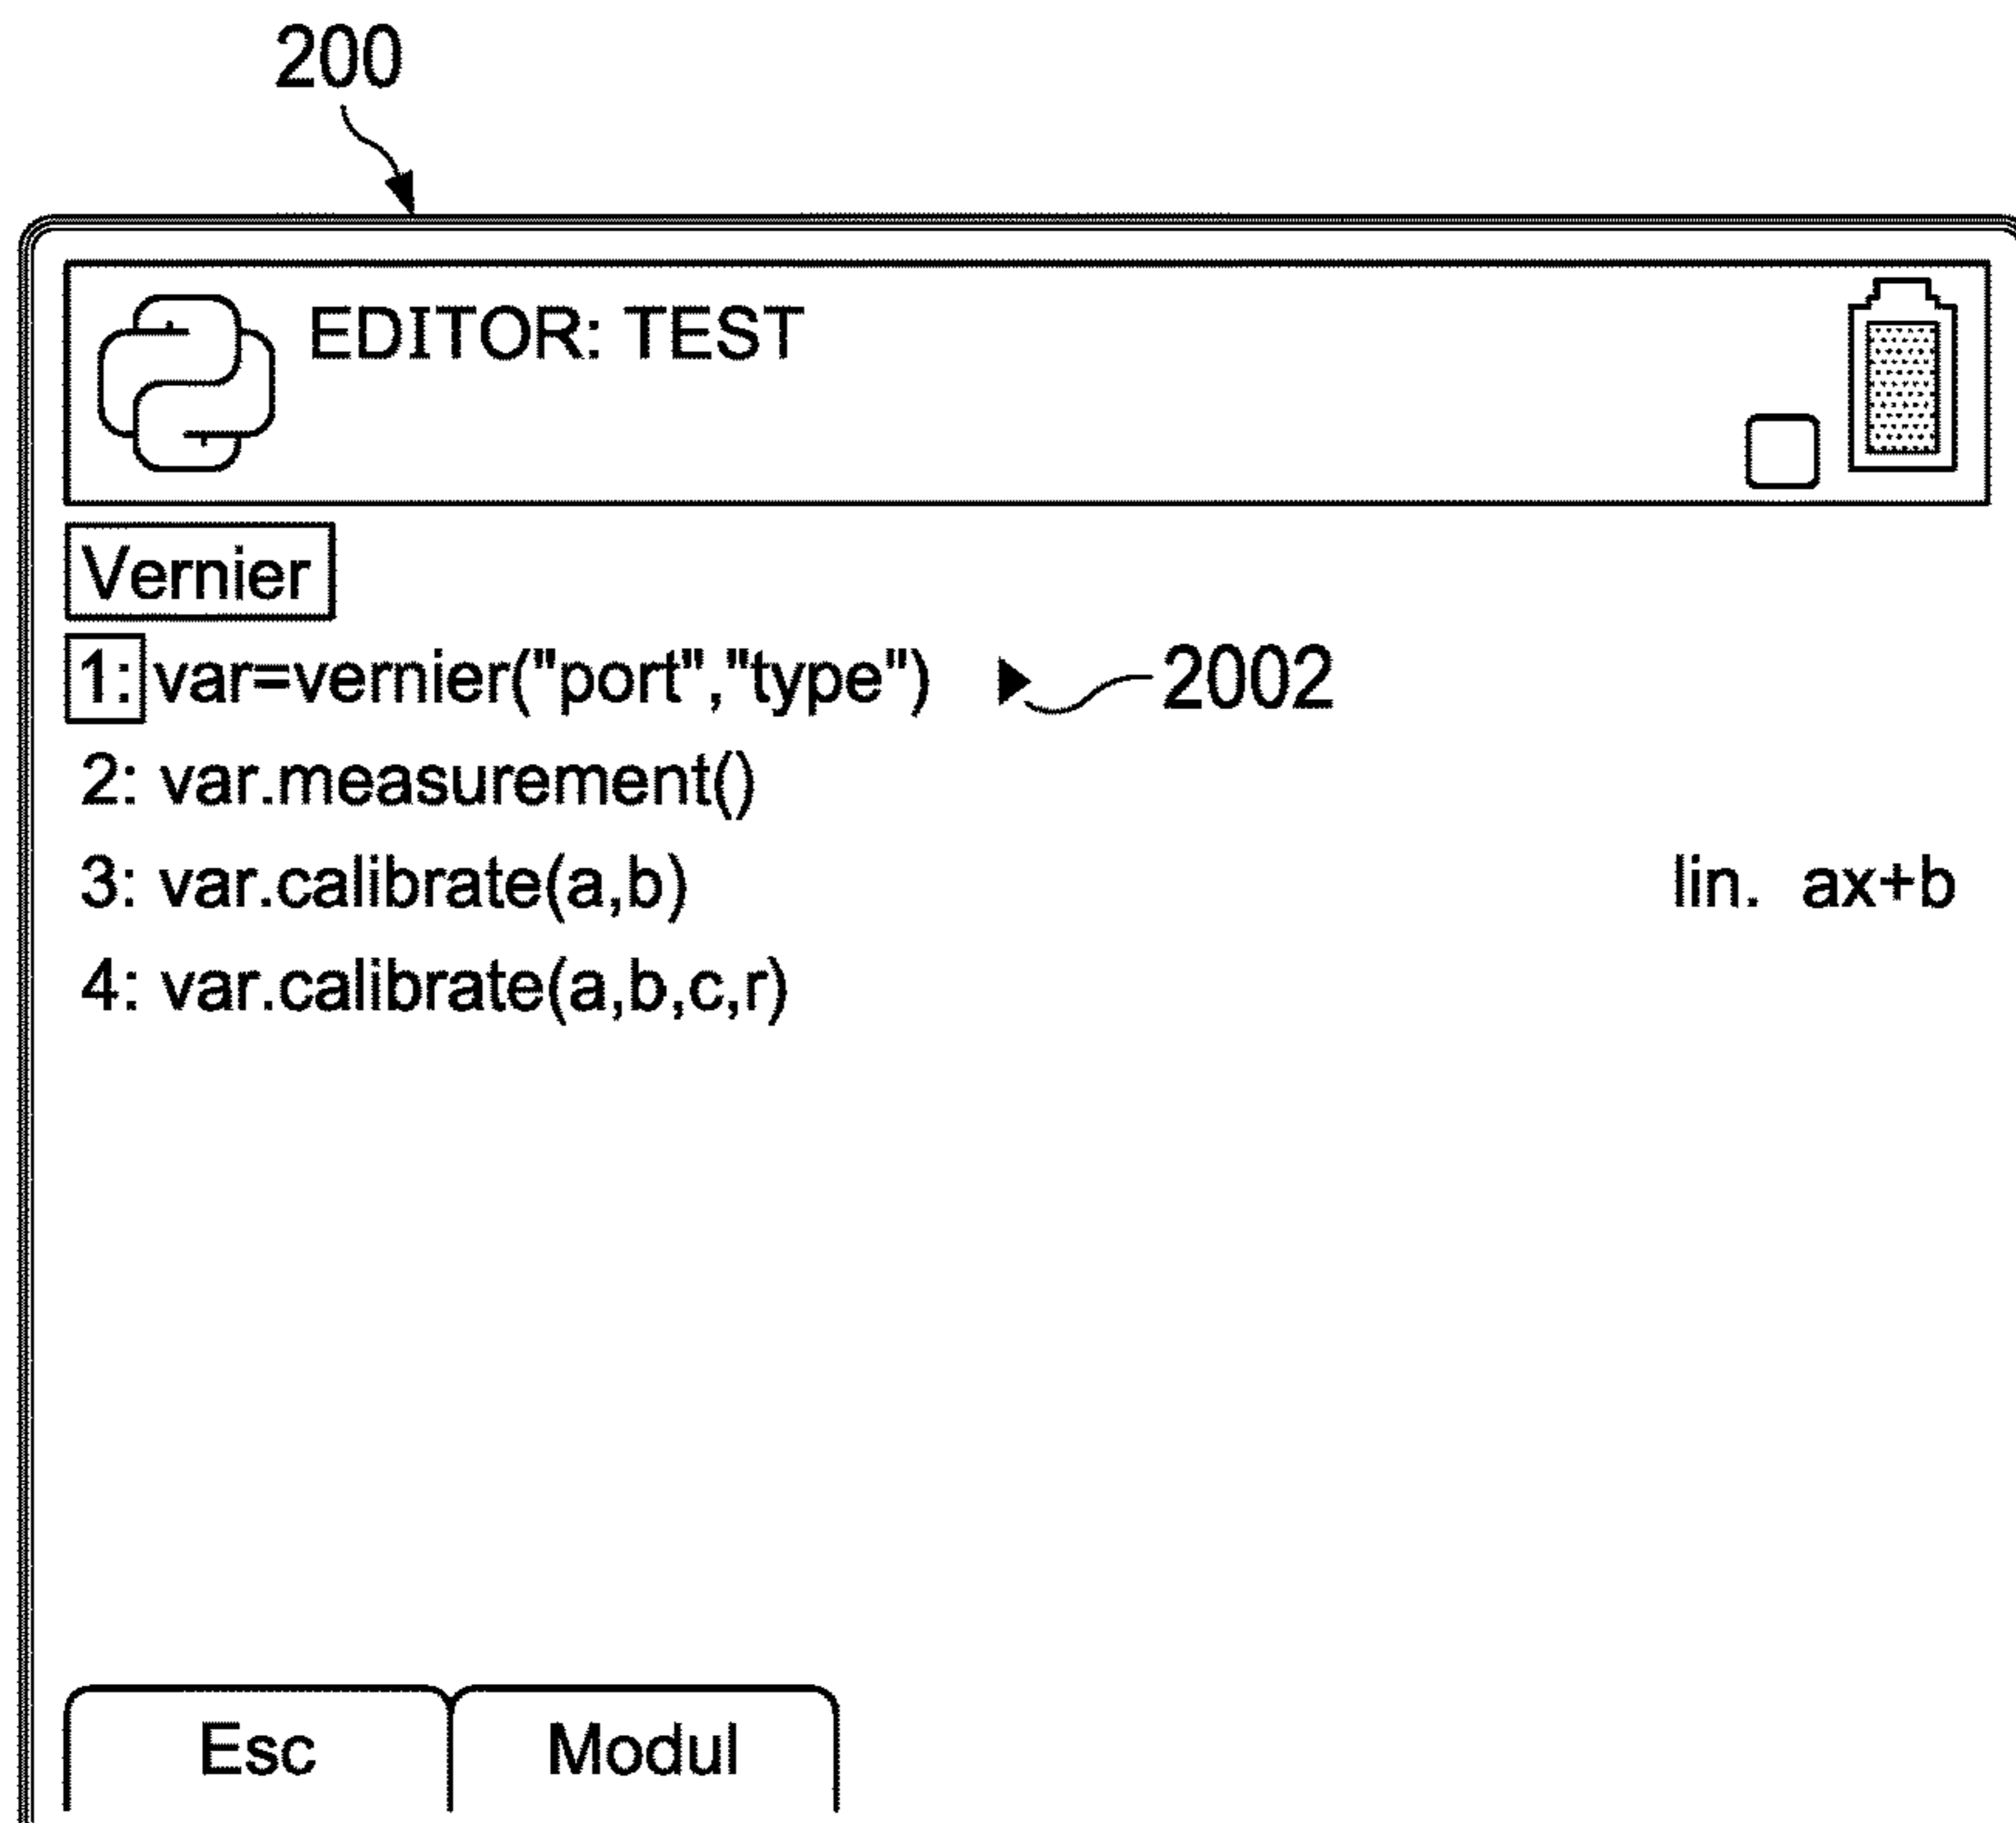 200
EDITOR: TEST
Vernier
1: var=vernier("port","type") ▶ 2002
2: var.measurement()
3: var.calibrate(a,b) lin. ax+b
4: var.calibrate(a,b,c,r)
Esc Modul